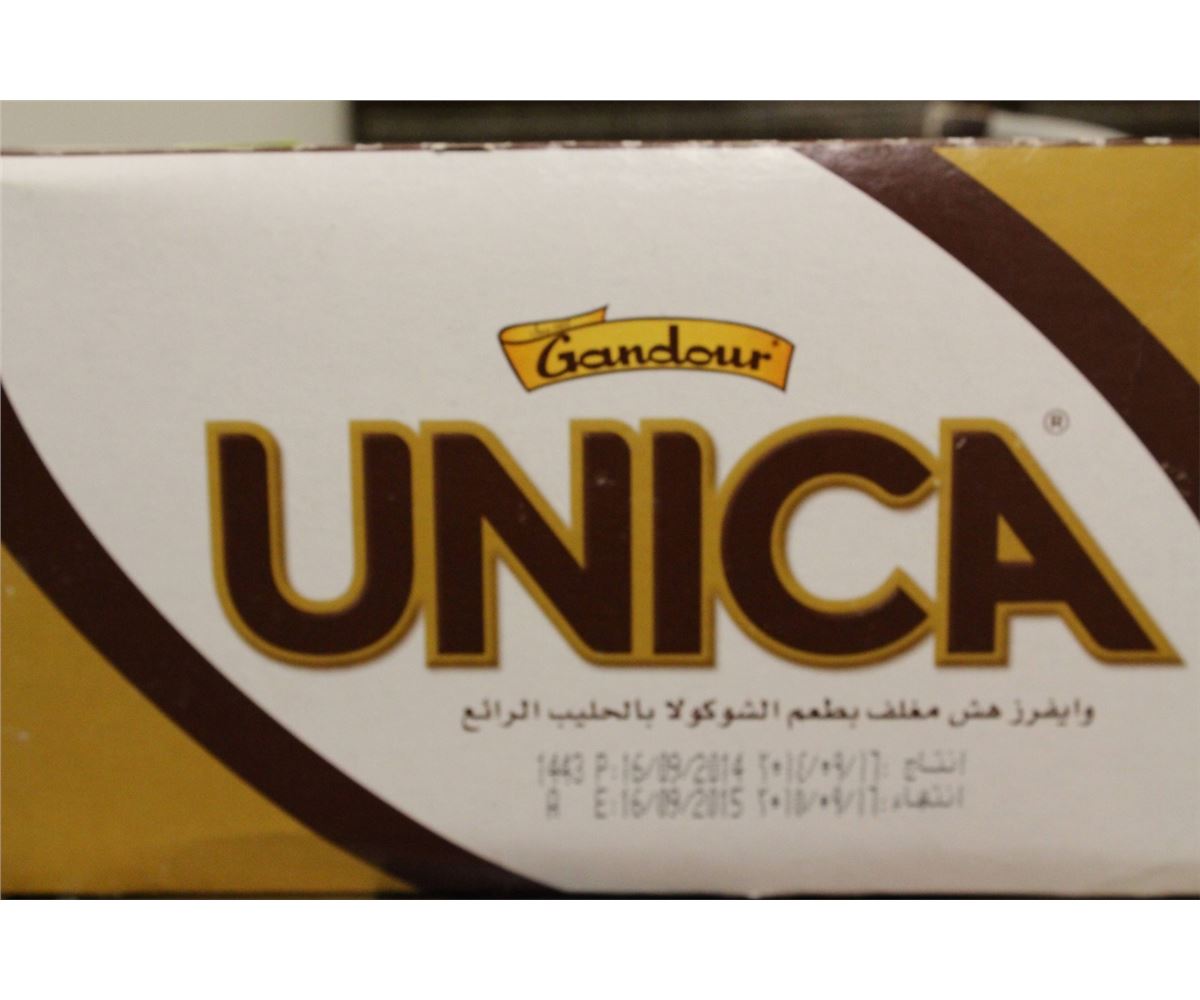 Gandour
UNICA®
وايفرز هش مغلف بطعم الشوكولا بالحليب الرائع
1443 P:16/09/2014 ٢٠١٤/٠٩/١٦ :انتاج
A E:16/09/2015 ٢٠١٥/٠٩/١٦ :انتهاء